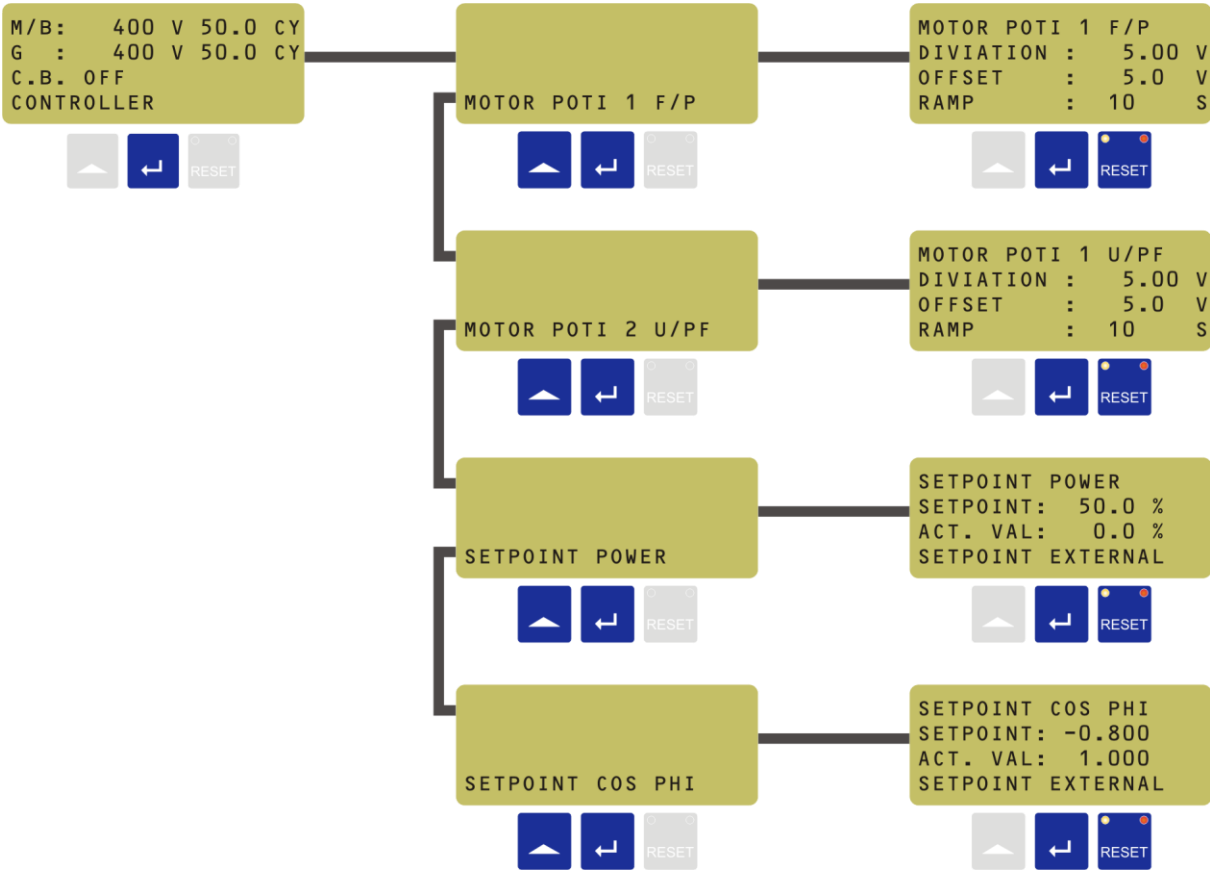 M/B: 400 V 50.0 CY
G : 400 V 50.0 CY
C.B. OFF
CONTROLLER
RESET
MOTOR POTI 1 F/P
RESET
MOTOR POTI 1 F/P
DIVIATION : 5.00 V
OFFSET : 5.0 V
RAMP : 10 S
RESET
MOTOR POTI 2 U/PF
RESET
MOTOR POTI 1 U/PF
DIVIATION : 5.00 V
OFFSET : 5.0 V
RAMP : 10 S
RESET
SETPOINT POWER
RESET
SETPOINT POWER
SETPOINT: 50.0 %
ACT. VAL: 0.0 %
SETPOINT EXTERNAL
RESET
SETPOINT COS PHI
RESET
SETPOINT COS PHI
SETPOINT: -0.800
ACT. VAL: 1.000
SETPOINT EXTERNAL
RESET